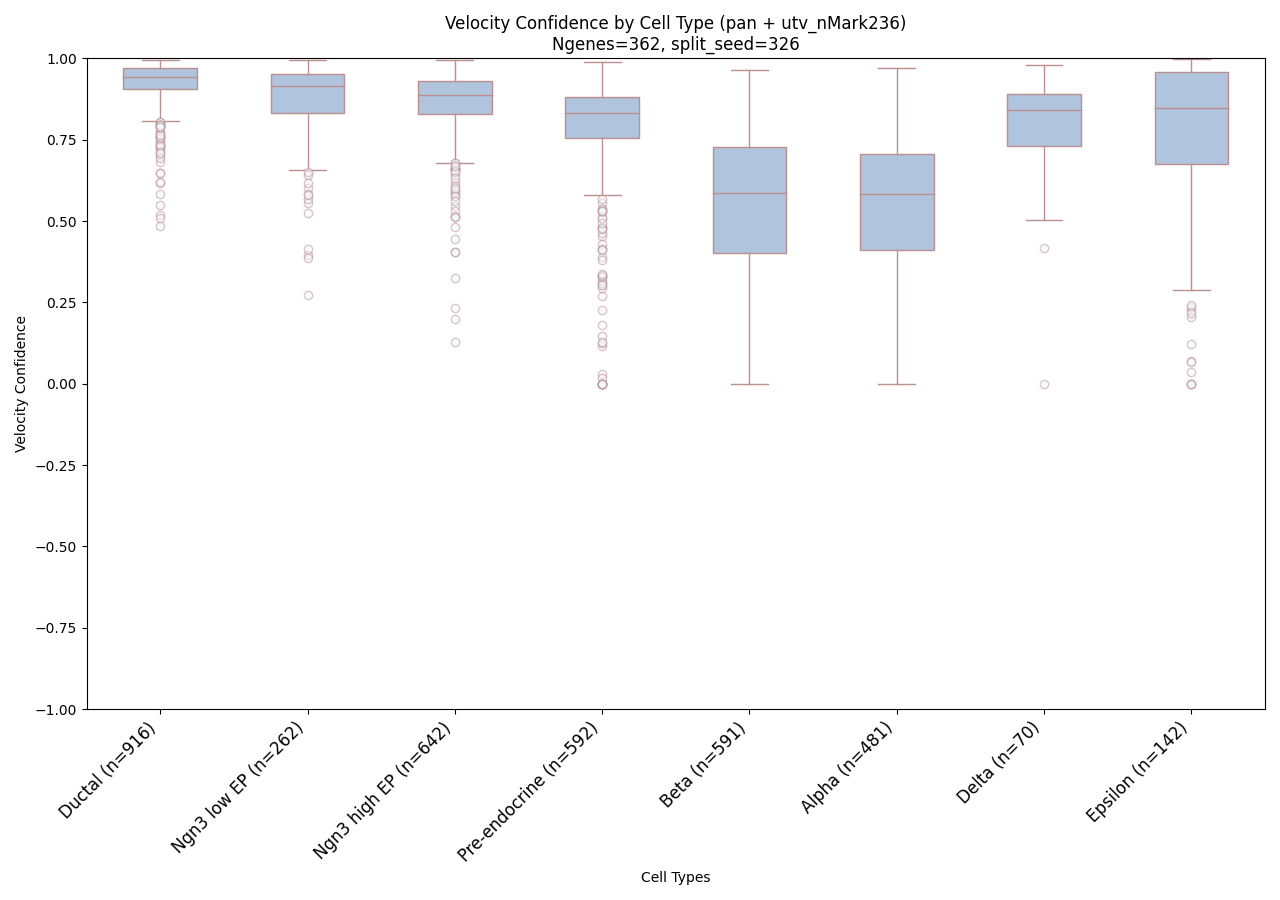 Velocity Confidence by Cell Type (pan + utv_nMark236)
Ngenes=362, split_seed=326
Velocity Confidence
1.00
0.75
0.50
0.25
0.00
−0.25
−0.50
−0.75
−1.00
Ductal (n=916)
Ngn3 low EP (n=262)
Ngn3 high EP (n=642)
Pre-endocrine (n=592)
Beta (n=591)
Alpha (n=481)
Delta (n=70)
Epsilon (n=142)
Cell Types